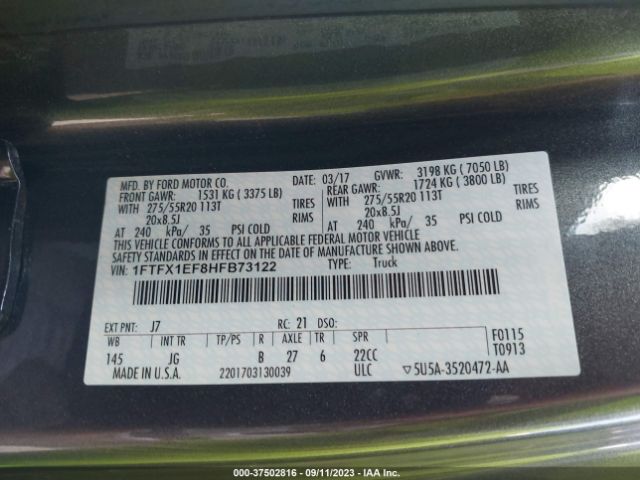 MFD. BY FORD MOTOR CO.
DATE: 03/17 GVWR: 3198 KG ( 7050 LB)
FRONT GAWR: 1531 KG ( 3375 LB) REAR GAWR: 1724 KG ( 3800 LB)
WITH 275/55R20 113T TIRES WITH 275/55R20 113T TIRES
20x8.5J RIMS 20x8.5J RIMS
AT 240 kPa/ 35 PSI COLD AT 240 kPa/ 35 PSI COLD
THIS VEHICLE CONFORMS TO ALL APPLICABLE FEDERAL MOTOR VEHICLE
SAFETY STANDARDS IN EFFECT ON THE DATE OF MANUFACTURE SHOWN ABOVE.
VIN: 1FTFX1EF8HFB73122 TYPE: Truck
EXT PNT: J7 RC: 21 DSO:
WB INT TR TP/PS R AXLE TR SPR F0115
145 JG B 27 6 22CC T0913
MADE IN U.S.A. 2201703130039 ULC ▽5U5A-3520472-AA
000-37502816 - 09/11/2023 - IAA Inc.